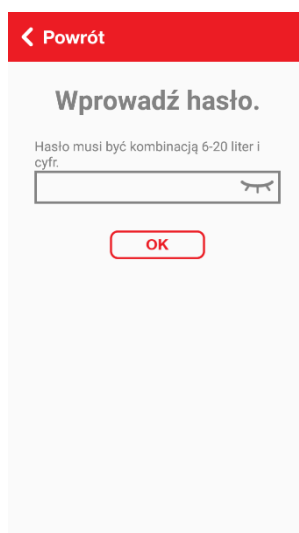 Powrót
Wprowadź hasło.
Hasło musi być kombinacją 6-20 liter i
cyfr.
OK